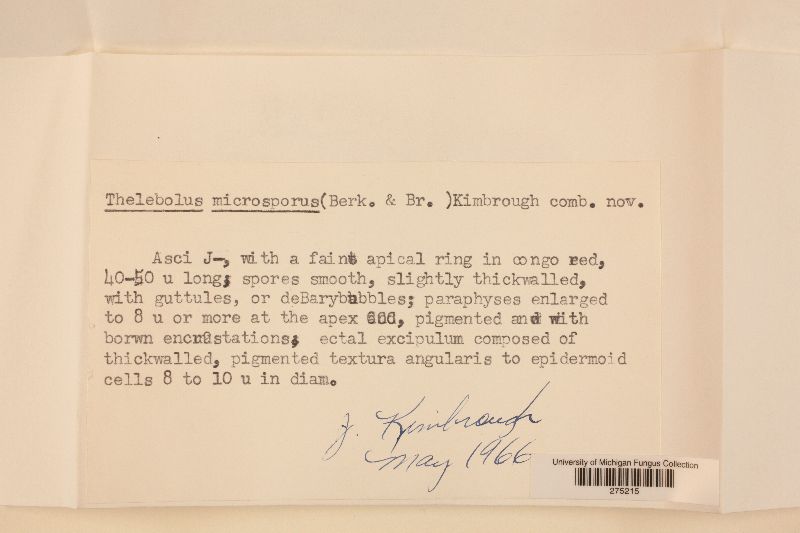 Thelebolus microsporus(Berk. & Br. )Kimbrough comb. nov.
Asci J-, with a faint apical ring in congo red,
40-50 u long; spores smooth, slightly thickwalled,
with guttules, or deBarybubbles; paraphyses enlarged
to 8 u or more at the apex, pigmented and with
borwn encrustations; ectal excipulum composed of
thickwalled, pigmented textura angularis to epidermoid
cells 8 to 10 u in diam.
J. Kimbrough
May 1966
University of Michigan Fungus Collection
275215